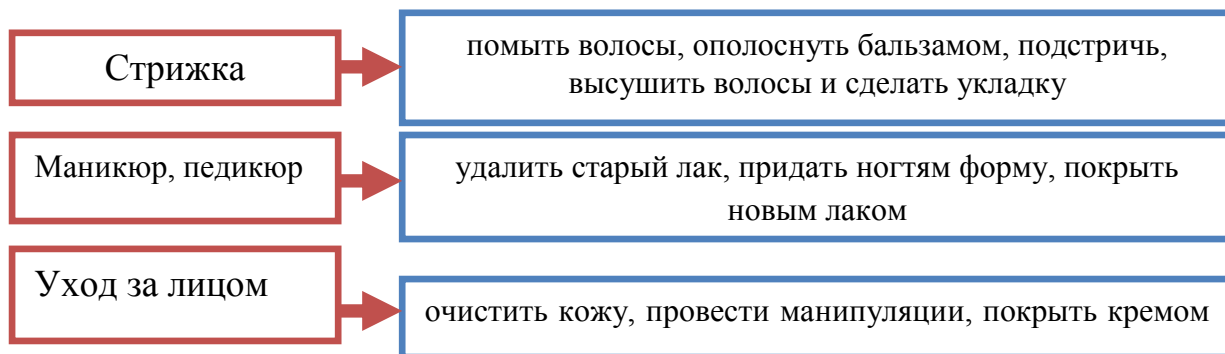 Стрижка
помыть волосы, ополоснуть бальзамом, подстричь,
высушить волосы и сделать укладку
Маникюр, педикюр
удалить старый лак, придать ногтям форму, покрыть
новым лаком
Уход за лицом
очистить кожу, провести манипуляции, покрыть кремом